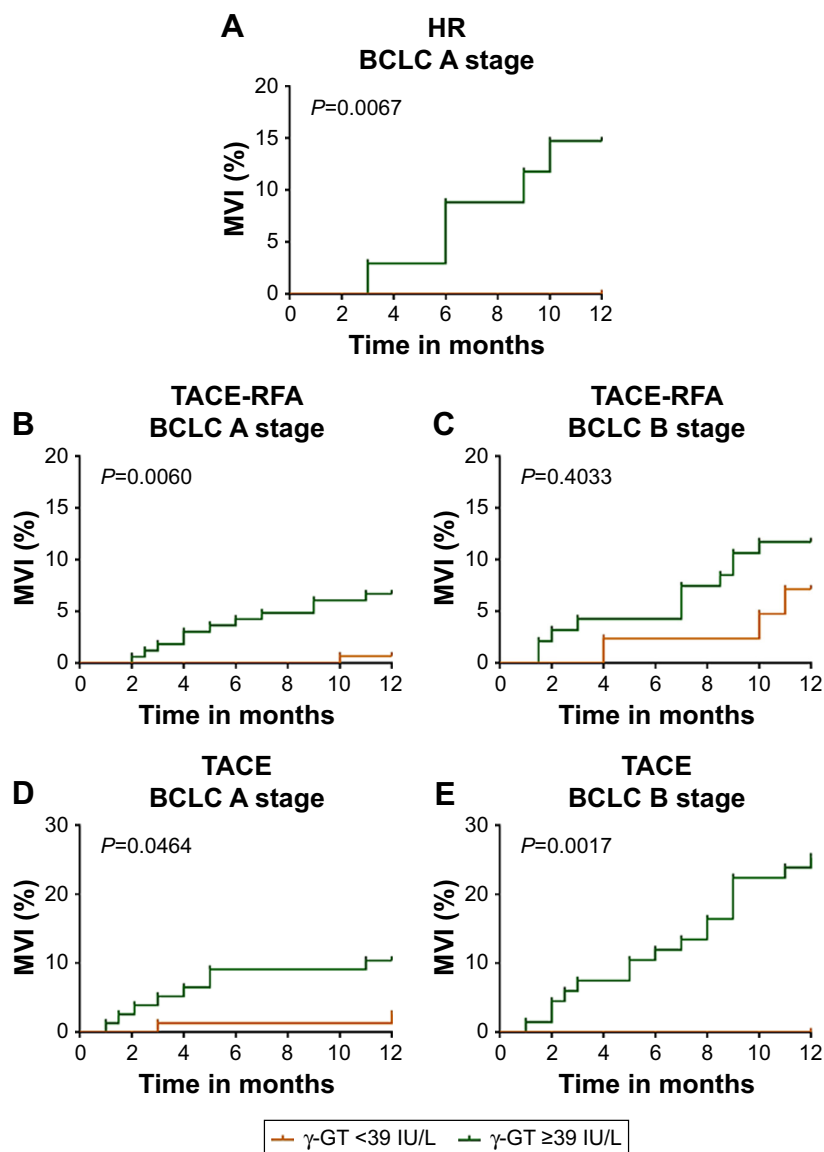 A
HR
BCLC A stage
P=0.0067
MVI (%)
20
15
10
5
0
0 2 4 6 8 10 12
Time in months
B
TACE-RFA
BCLC A stage
P=0.0060
MVI (%)
20
15
10
5
0
0 2 4 6 8 10 12
Time in months
C
TACE-RFA
BCLC B stage
P=0.4033
MVI (%)
20
15
10
5
0
0 2 4 6 8 10 12
Time in months
D
TACE
BCLC A stage
P=0.0464
MVI (%)
30
20
10
0
0 2 4 6 8 10 12
Time in months
E
TACE
BCLC B stage
P=0.0017
MVI (%)
30
20
10
0
0 2 4 6 8 10 12
Time in months
γ-GT <39 IU/L γ-GT ≥39 IU/L